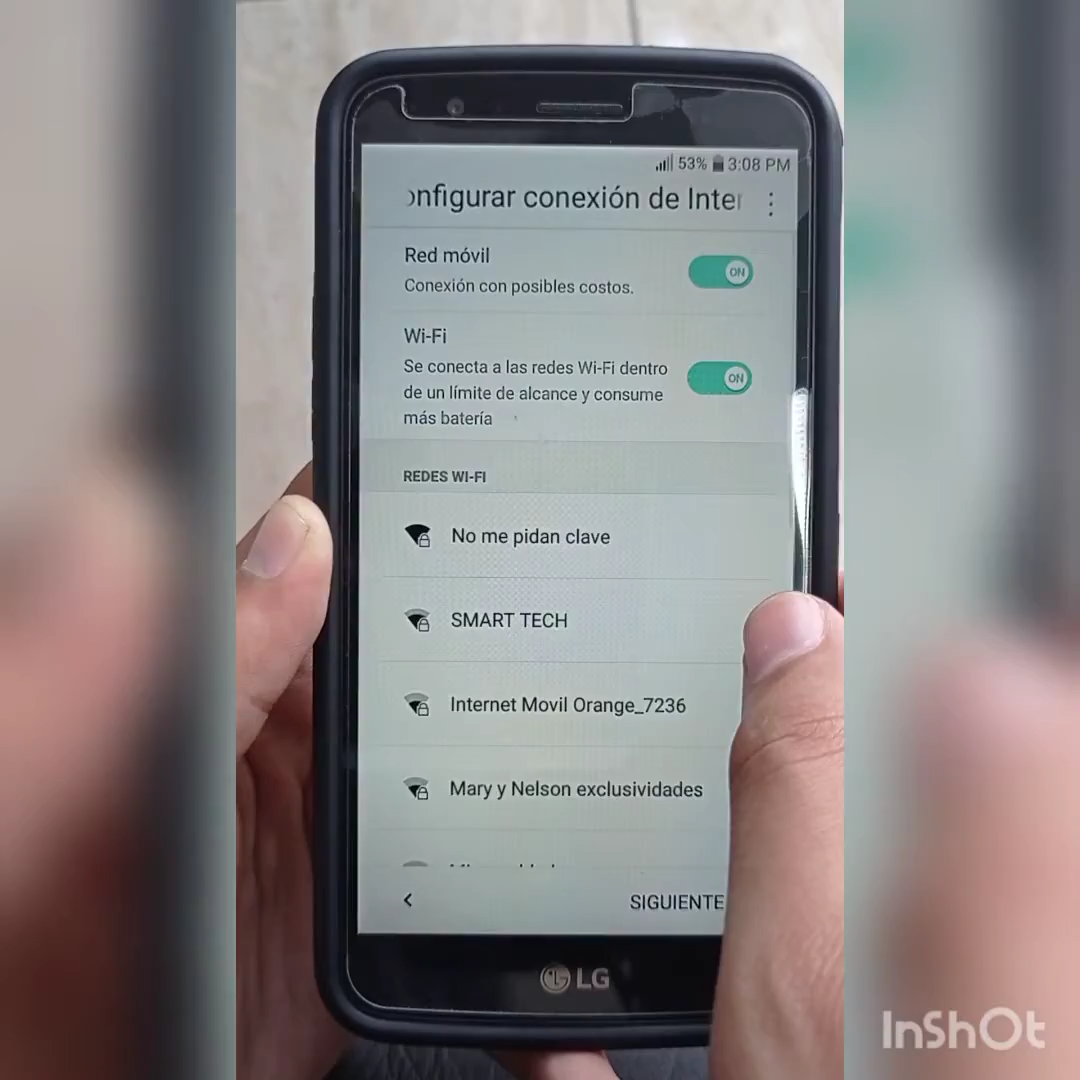 53% 3:08 PM
onfigurar conexión de Inter
Red móvil
ON
Conexión con posibles costos.
Wi-Fi
Se conecta a las redes Wi-Fi dentro
de un límite de alcance y consume
más batería
ON
REDES WI-FI
No me pidan clave
SMART TECH
Internet Movil Orange_7236
Mary y Nelson exclusividades
SIGUIENTE
LG
InShOt